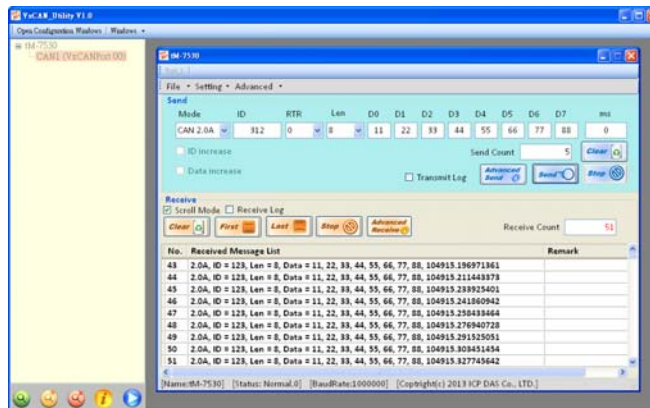 VxCAN_Utility V1.0
Open Configuration Windows | Windows
tM-7530
CAN1 (VxCANPort 00)
tM-7530
File Setting Advanced
Send
Mode ID RTR Len D0 D1 D2 D3 D4 D5 D6 D7 ms
CAN 2.0A 312 0 8 11 22 33 44 55 66 77 88 0
ID increase Send Count 5 Clear
Data increase Transmit Log Advanced Send Send Stop
Receive
Scroll Mode Receive Log
Clear First Last Stop Advanced Receive Receive Count 51
No. Received Message List Remark
43 2.0A, ID = 123, Len = 8, Data = 11, 22, 33, 44, 55, 66, 77, 88, 104915.196971361
44 2.0A, ID = 123, Len = 8, Data = 11, 22, 33, 44, 55, 66, 77, 88, 104915.211443373
45 2.0A, ID = 123, Len = 8, Data = 11, 22, 33, 44, 55, 66, 77, 88, 104915.233925401
46 2.0A, ID = 123, Len = 8, Data = 11, 22, 33, 44, 55, 66, 77, 88, 104915.241860942
47 2.0A, ID = 123, Len = 8, Data = 11, 22, 33, 44, 55, 66, 77, 88, 104915.258433464
48 2.0A, ID = 123, Len = 8, Data = 11, 22, 33, 44, 55, 66, 77, 88, 104915.276940728
49 2.0A, ID = 123, Len = 8, Data = 11, 22, 33, 44, 55, 66, 77, 88, 104915.291525051
50 2.0A, ID = 123, Len = 8, Data = 11, 22, 33, 44, 55, 66, 77, 88, 104915.303451454
51 2.0A, ID = 123, Len = 8, Data = 11, 22, 33, 44, 55, 66, 77, 88, 104915.327745642
[Name:tM-7530] [Status: Normal,0] [BaudRate:1000000] [Coptright(c) 2013 ICP DAS Co., LTD.]